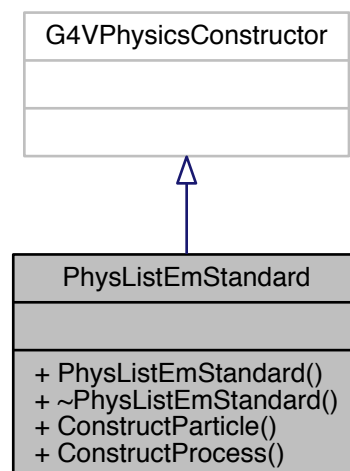 G4VPhysicsConstructor
PhysListEmStandard
+ PhysListEmStandard()
+ ~PhysListEmStandard()
+ ConstructParticle()
+ ConstructProcess()